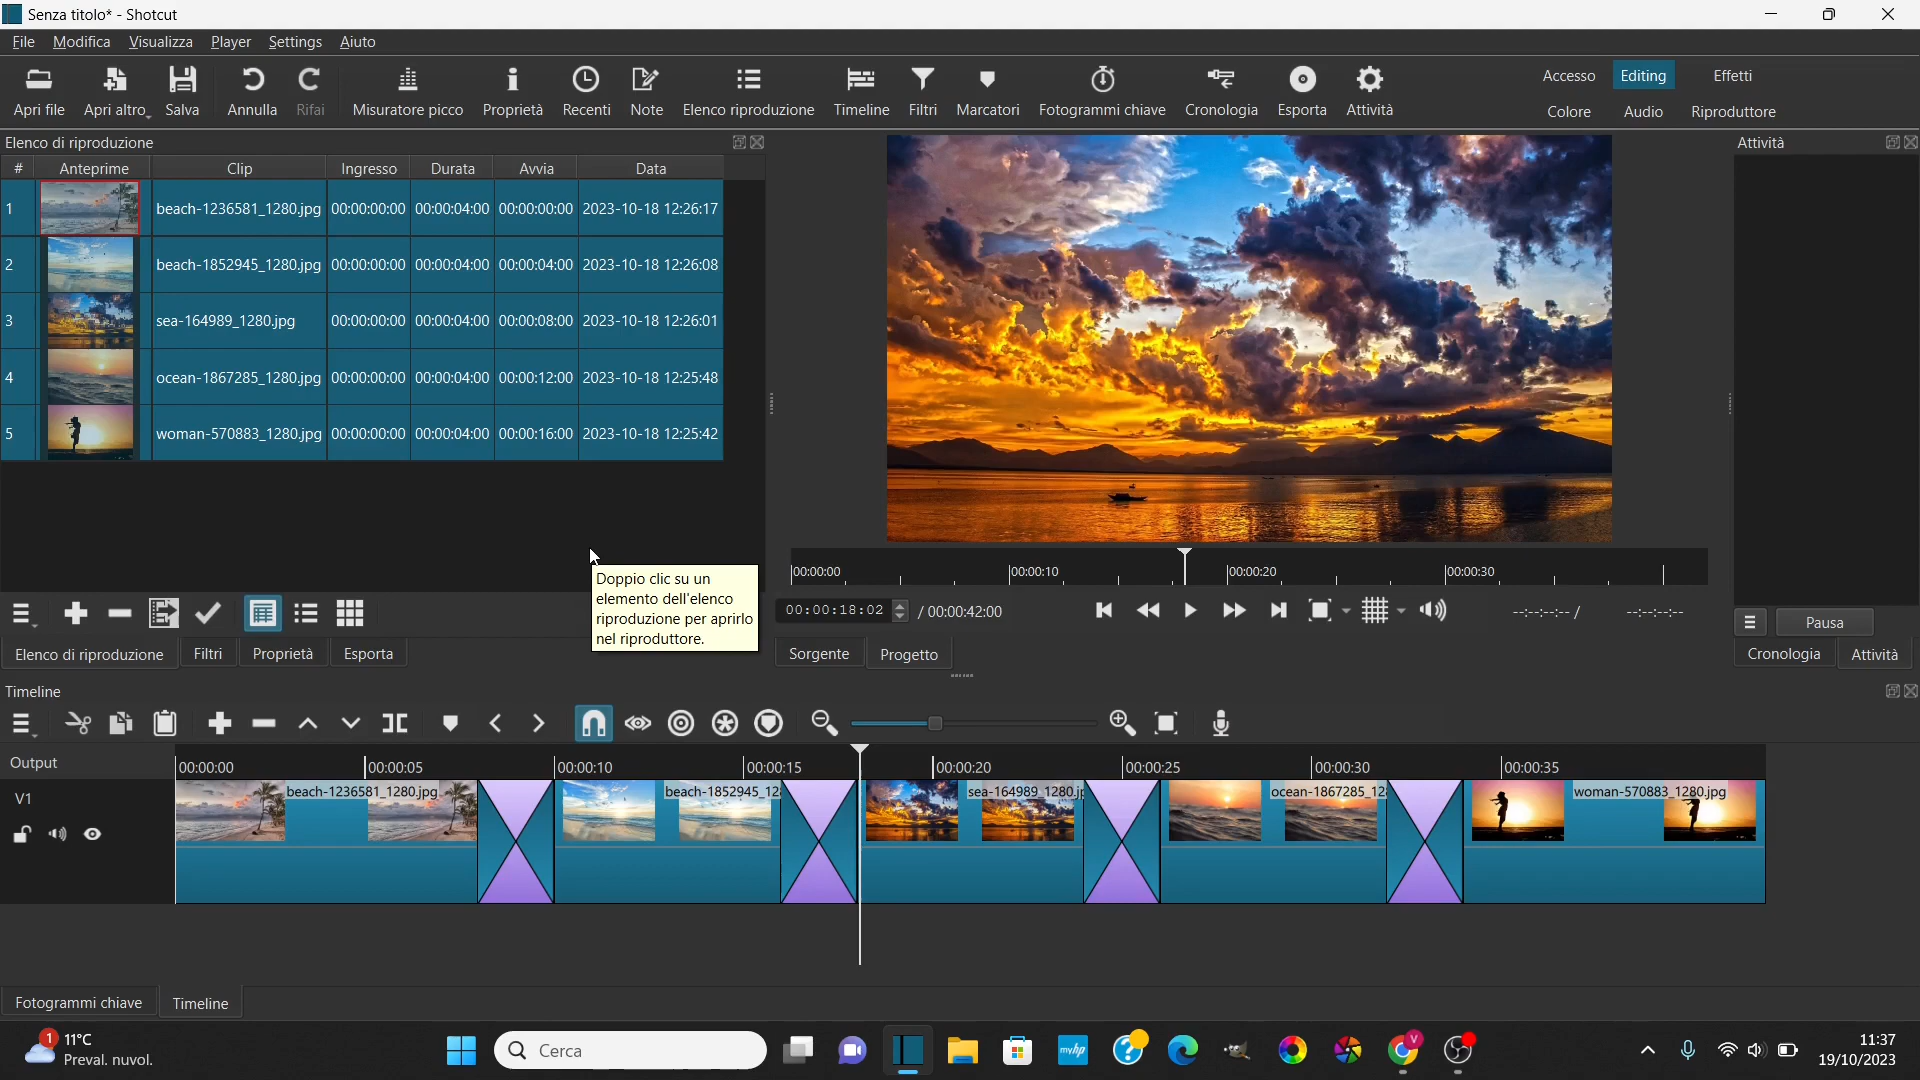 Senza titolo* - Shotcut
File Modifica Visualizza Player Settings Aiuto
Apri file Apri altro Salva Annulla Rifai Misuratore picco Proprietà Recenti Note Elenco riproduzione Timeline Filtri Marcatori Fotogrammi chiave Cronologia Esporta Attività
Accesso Editing Effetti
Colore Audio Riproduttore
Elenco di riproduzione
# Anteprime Clip Ingresso Durata Avvia Data
1 beach-1236581_1280.jpg 00:00:00:00 00:00:04:00 00:00:00:00 2023-10-18 12:26:17
2 beach-1852945_1280.jpg 00:00:00:00 00:00:04:00 00:00:04:00 2023-10-18 12:26:08
3 sea-164989_1280.jpg 00:00:00:00 00:00:04:00 00:00:08:00 2023-10-18 12:26:01
4 ocean-1867285_1280.jpg 00:00:00:00 00:00:04:00 00:00:12:00 2023-10-18 12:25:48
5 woman-570883_1280.jpg 00:00:00:00 00:00:04:00 00:00:16:00 2023-10-18 12:25:42
Doppio clic su un
elemento dell'elenco
riproduzione per aprirlo
nel riproduttore.
Elenco di riproduzione Filtri Proprietà Esporta
00:00:00 00:00:10 00:00:20 00:00:30
00:00:18:02 / 00:00:42:00 --:--:--:-- / --:--:--:--
Sorgente Progetto
Attività
Pausa
Cronologia Attività
Timeline
Output
00:00:00 00:00:05 00:00:10 00:00:15 00:00:20 00:00:25 00:00:30 00:00:35
V1
beach-1236581_1280.jpg beach-1852945_12 sea-164989_1280.j ocean-1867285_12 woman-570883_1280.jpg
Fotogrammi chiave Timeline
1
11°C
Preval. nuvol.
Cerca
myhp
V
11:37
19/10/2023